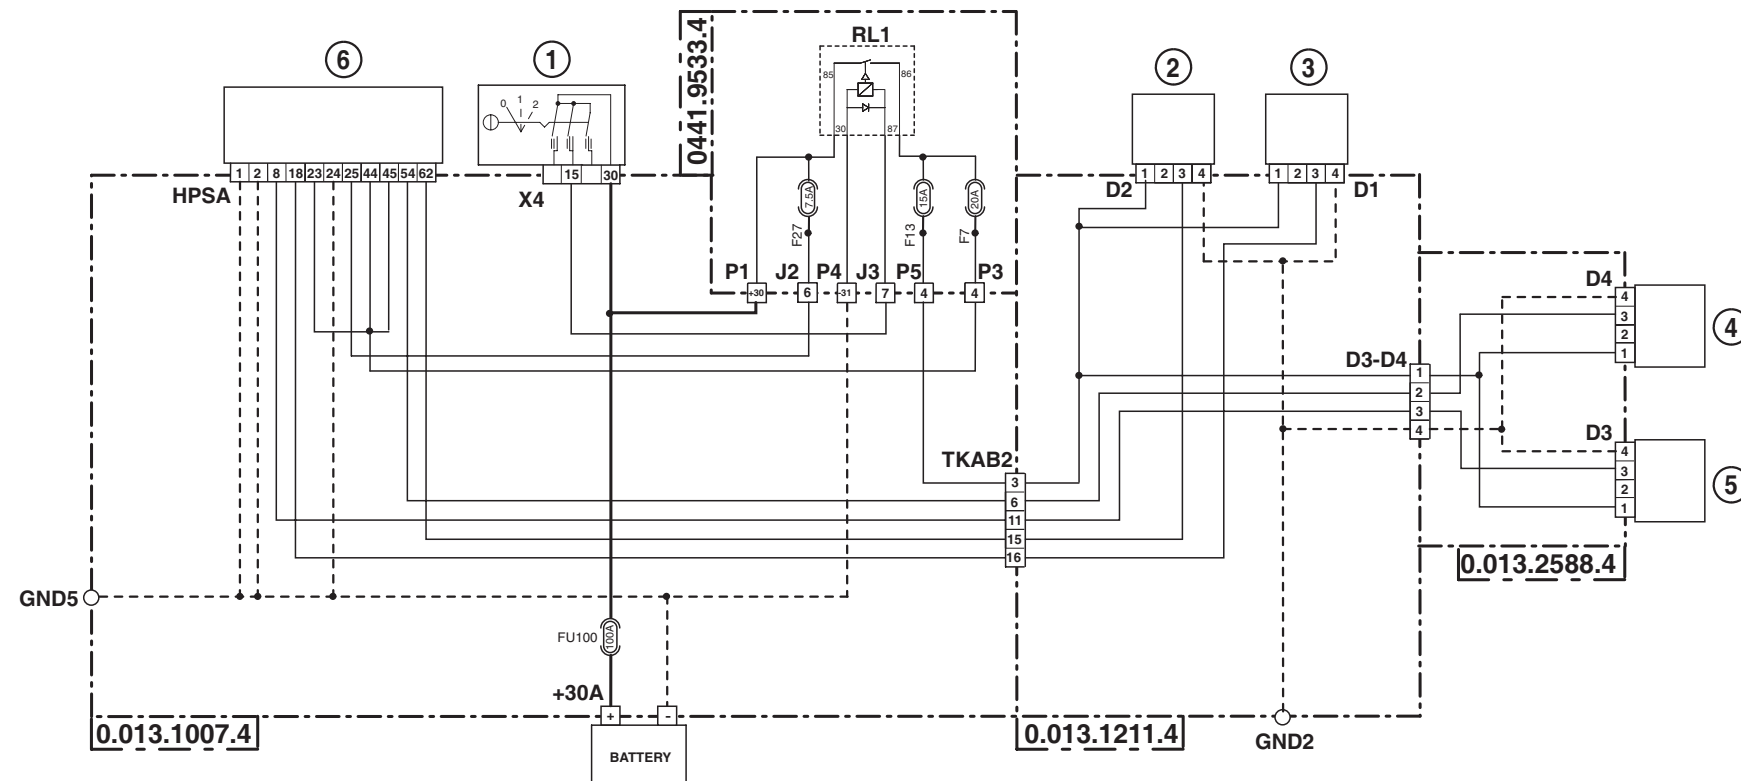 6
1
0441.9533.4
RL1
85
86
30
87
2
3
0
1
2
1 2 8 18 23 24 25 44 45 54 62
HPSA
15 30
X4
7.5A
F27
15A
F13
20A
F7
1 2 3 4
D2
1 2 3 4
D1
P1 J2 P4 J3 P5 P3
+30 6 -31 7 4 4
D4
4
3
2
1
4
D3-D4
1
2
3
4
D3
4
3
2
1
5
TKAB2
3
6
11
15
16
0.013.2588.4
GND5
FU100
100A
+30A
+ -
BATTERY
0.013.1007.4
0.013.1211.4
GND2